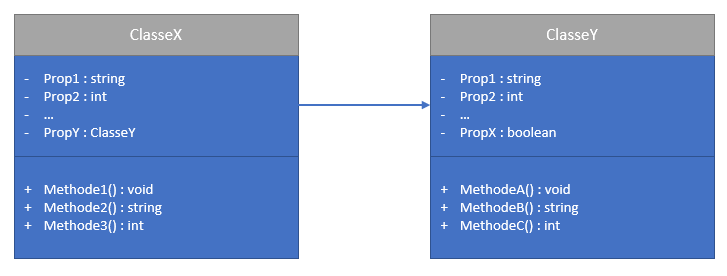 ClasseX
- Prop1 : string
- Prop2 : int
- ...
- PropY : ClasseY
+ Methode1() : void
+ Methode2() : string
+ Methode3() : int
ClasseY
- Prop1 : string
- Prop2 : int
- ...
- PropX : boolean
+ MethodeA() : void
+ MethodeB() : string
+ MethodeC() : int